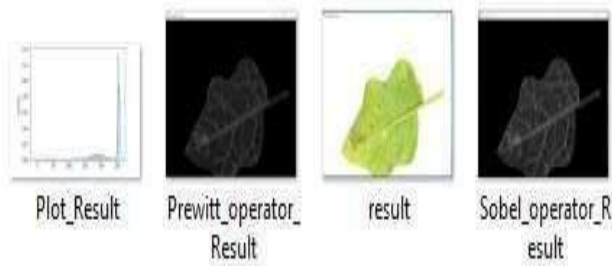 Plot_Result
Prewitt_operator_
Result
result
Sobel_operator_R
esult